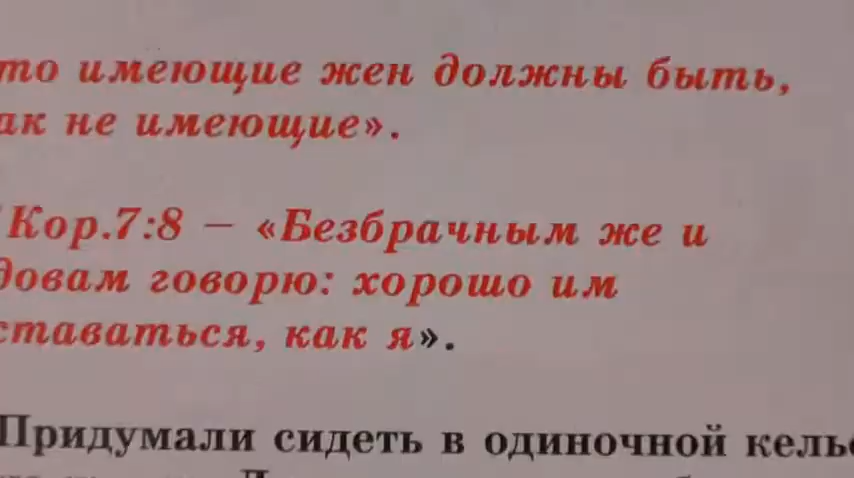 то имеющие жен должны быть,
ак не имеющие».
Кор.7:8 – «Безбрачным же и
довам говорю: хорошо им
ставаться, как я».
Придумали сидеть в одиночной кель